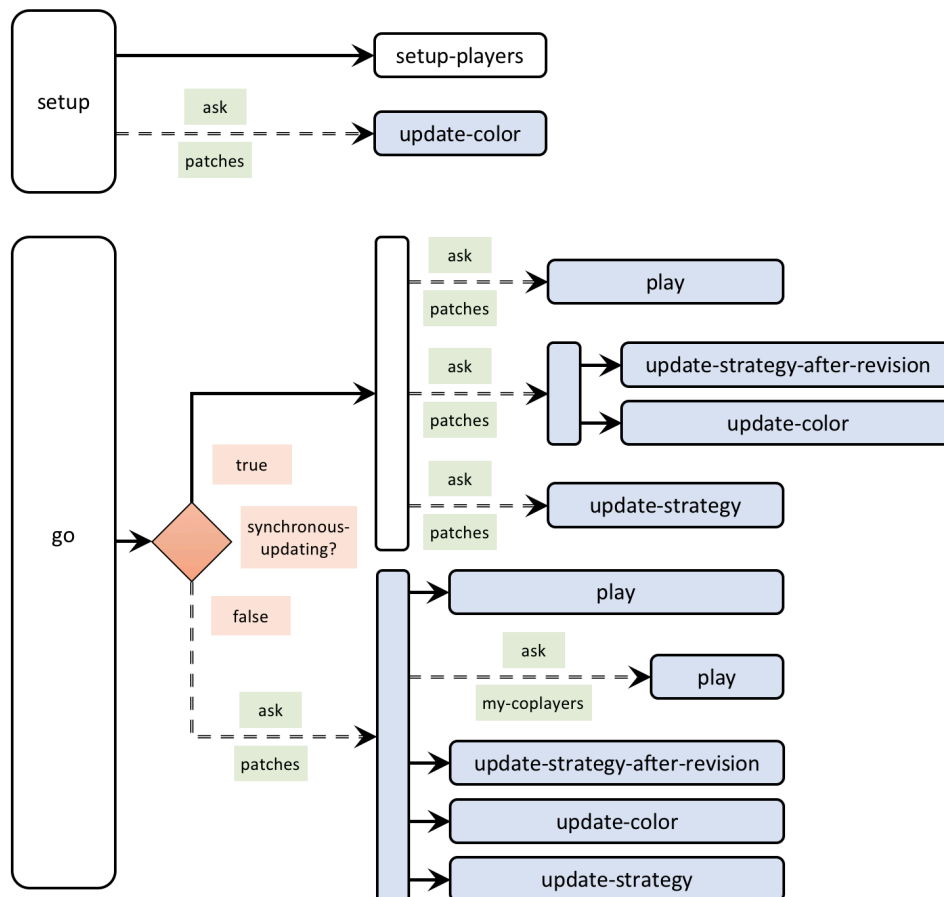 setup
setup-players
ask
patches
update-color
go
ask
patches
play
ask
patches
update-strategy-after-revision
update-color
true
ask
patches
update-strategy
synchronous-
updating?
false
play
ask
my-coplayers
play
ask
patches
update-strategy-after-revision
update-color
update-strategy